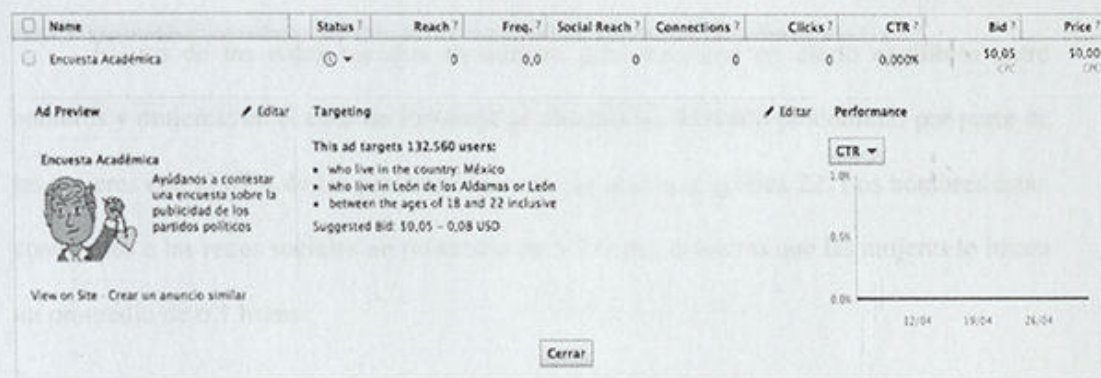 Name Status ? Reach ? Freq. ? Social Reach ? Connections ? Clicks ? CTR ? Bid ? Price ?
Encuesta Académica 0 0,0 0 0 0 0,000% $0,05 $0,00
CPC CPC
Ad Preview Editar Targeting Editar Performance
Encuesta Académica
Ayúdanos a contestar
una encuesta sobre la
publicidad de los
partidos políticos
View on Site · Crear un anuncio similar
This ad targets 132.560 users:
• who live in the country: México
• who live in León de los Aldamas or León
• between the ages of 18 and 22 inclusive
Suggested Bid: $0,05 – 0,08 USD
CTR
1.0%
0.5%
0.0%
12/04 19/04 26/04
Cerrar